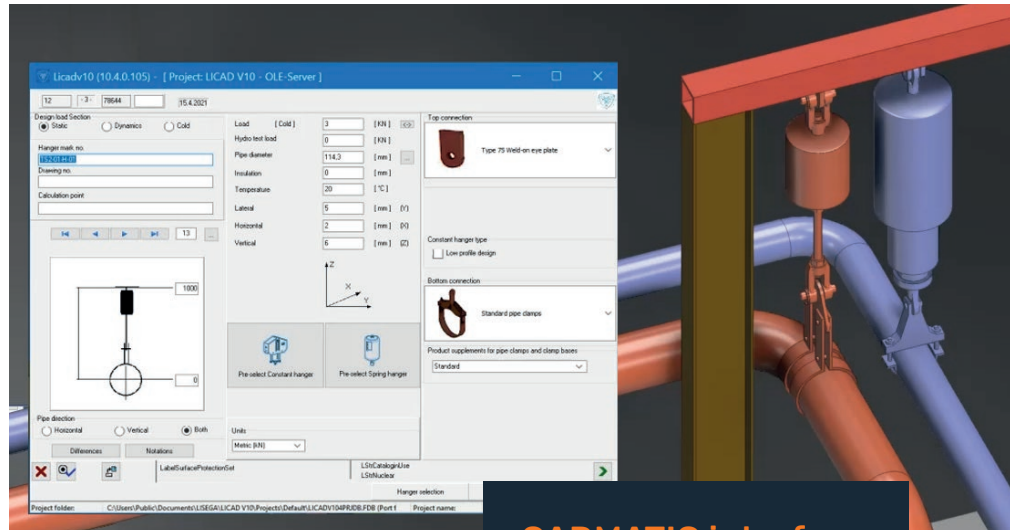 Licadv10 (10.4.0.105) - [ Project: LICAD V10 - OLE-Server ]
12 - 3 - 78644 15.4.2021
Design load Section
Static Dynamics Cold
Hanger mark no.
Drawing no.
Calculation point
13 ...
1000
0
Pipe direction
Horizontal Vertical Both
Differences Notations
Load [Cold] 3 [KN]
Hydro test load 0 [KN]
Pipe diameter 114,3 [mm] ...
Insulation 0 [mm]
Temperature 20 [°C]
Lateral 5 [mm] (Y)
Horizontal 2 [mm] (X)
Vertical 6 [mm] (Z)
Z
X
Y
Pre-select Constant hanger Pre-select Spring hanger
Units
Metric (kN)
Top connection
Type 75 Weld-on eye plate
Constant hanger type
Low profile design
Bottom connection
Standard pipe clamps
Product supplements for pipe clamps and clamp bases
Standard
LabelSurfaceProtectionSet
LStrCatalogInUse
LStrNuclear
Hanger selection
Project folder: C:\Users\Public\Documents\LISEGA\LICAD V10\Projects\Default\LICADV104PRJDB.FDB (Port f Project name: